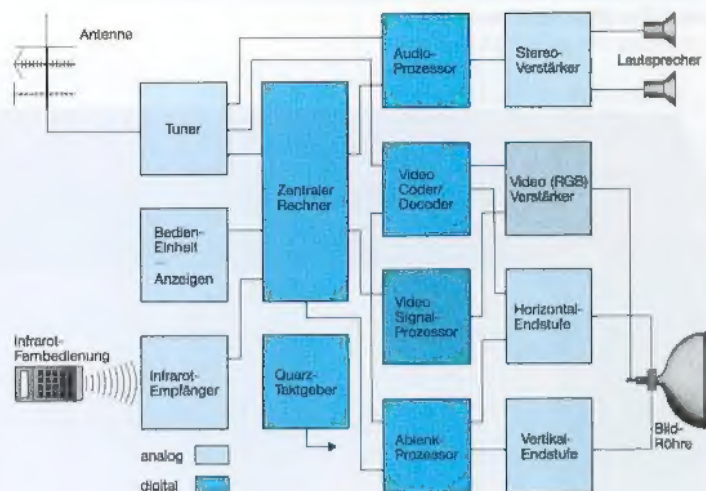 Antenne
Tuner
Audio-
Prozessor
Stereo-
Verstärker
Lautsprecher
Zentraler
Rechner
Video
Coder/
Decoder
Video (RGB)
Verstärker
Bedien-
Einheit
Anzeigen
Video
Signal-
Prozessor
Horizontal-
Endstufe
Infrarot-
Fernbedienung
Infrarot-
Empfänger
Quarz-
Taktgeber
Ablenk-
Prozessor
Vertikal-
Endstufe
Bild-
Röhre
analog
digital